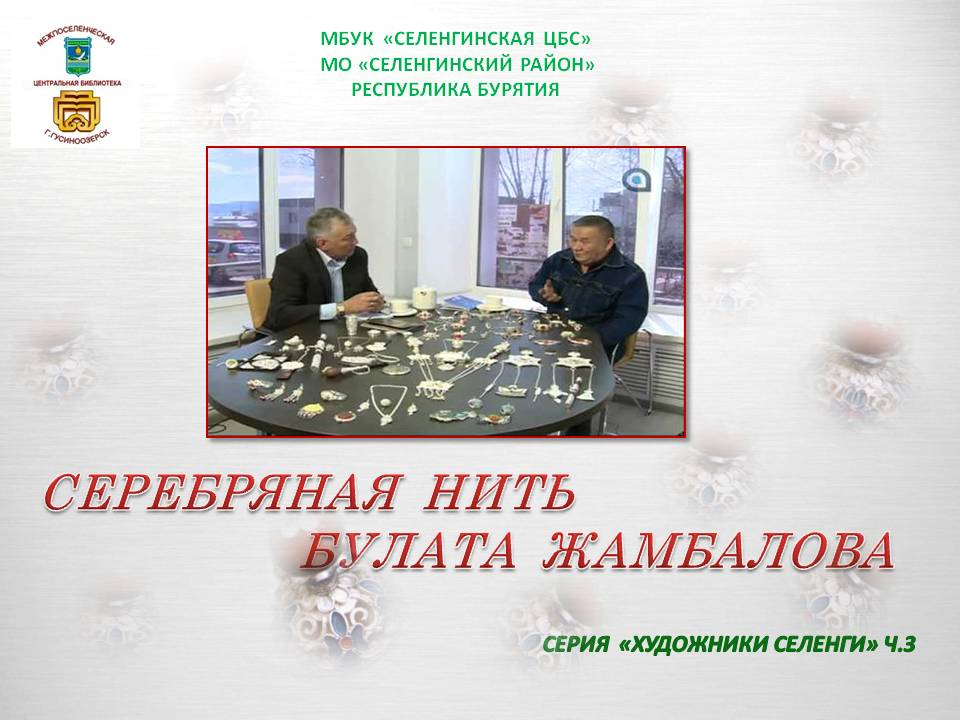 МЕЖПОСЕЛЕНЧЕСКАЯ
ЦЕНТРАЛЬНАЯ БИБЛИОТЕКА
Г.ГУСИНООЗЕРСК
МБУК «СЕЛЕНГИНСКАЯ ЦБС»
МО «СЕЛЕНГИНСКИЙ РАЙОН»
РЕСПУБЛИКА БУРЯТИЯ
СЕРЕБРЯНАЯ НИТЬ
БУЛАТА ЖАМБАЛОВА
СЕРИЯ «ХУДОЖНИКИ СЕЛЕНГИ» Ч.3